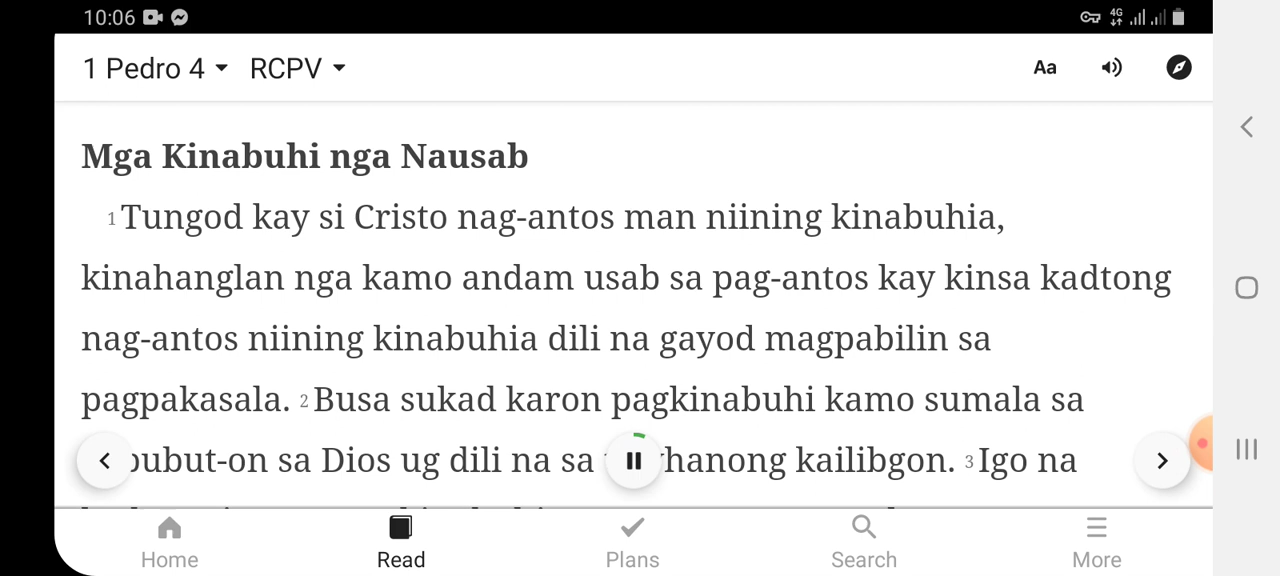 10:06
4G
1 Pedro 4 RCPV Aa
Mga Kinabuhi nga Nausab
1 Tungod kay si Cristo nag-antos man niining kinabuhia,
kinahanglan nga kamo andam usab sa pag-antos kay kinsa kadtong
nag-antos niining kinabuhia dili na gayod magpabilin sa
pagpakasala. 2 Busa sukad karon pagkinabuhi kamo sumala sa
sa Dios ug dili na sa kailibgon. 3 Igo na
Home Read Plans Search More